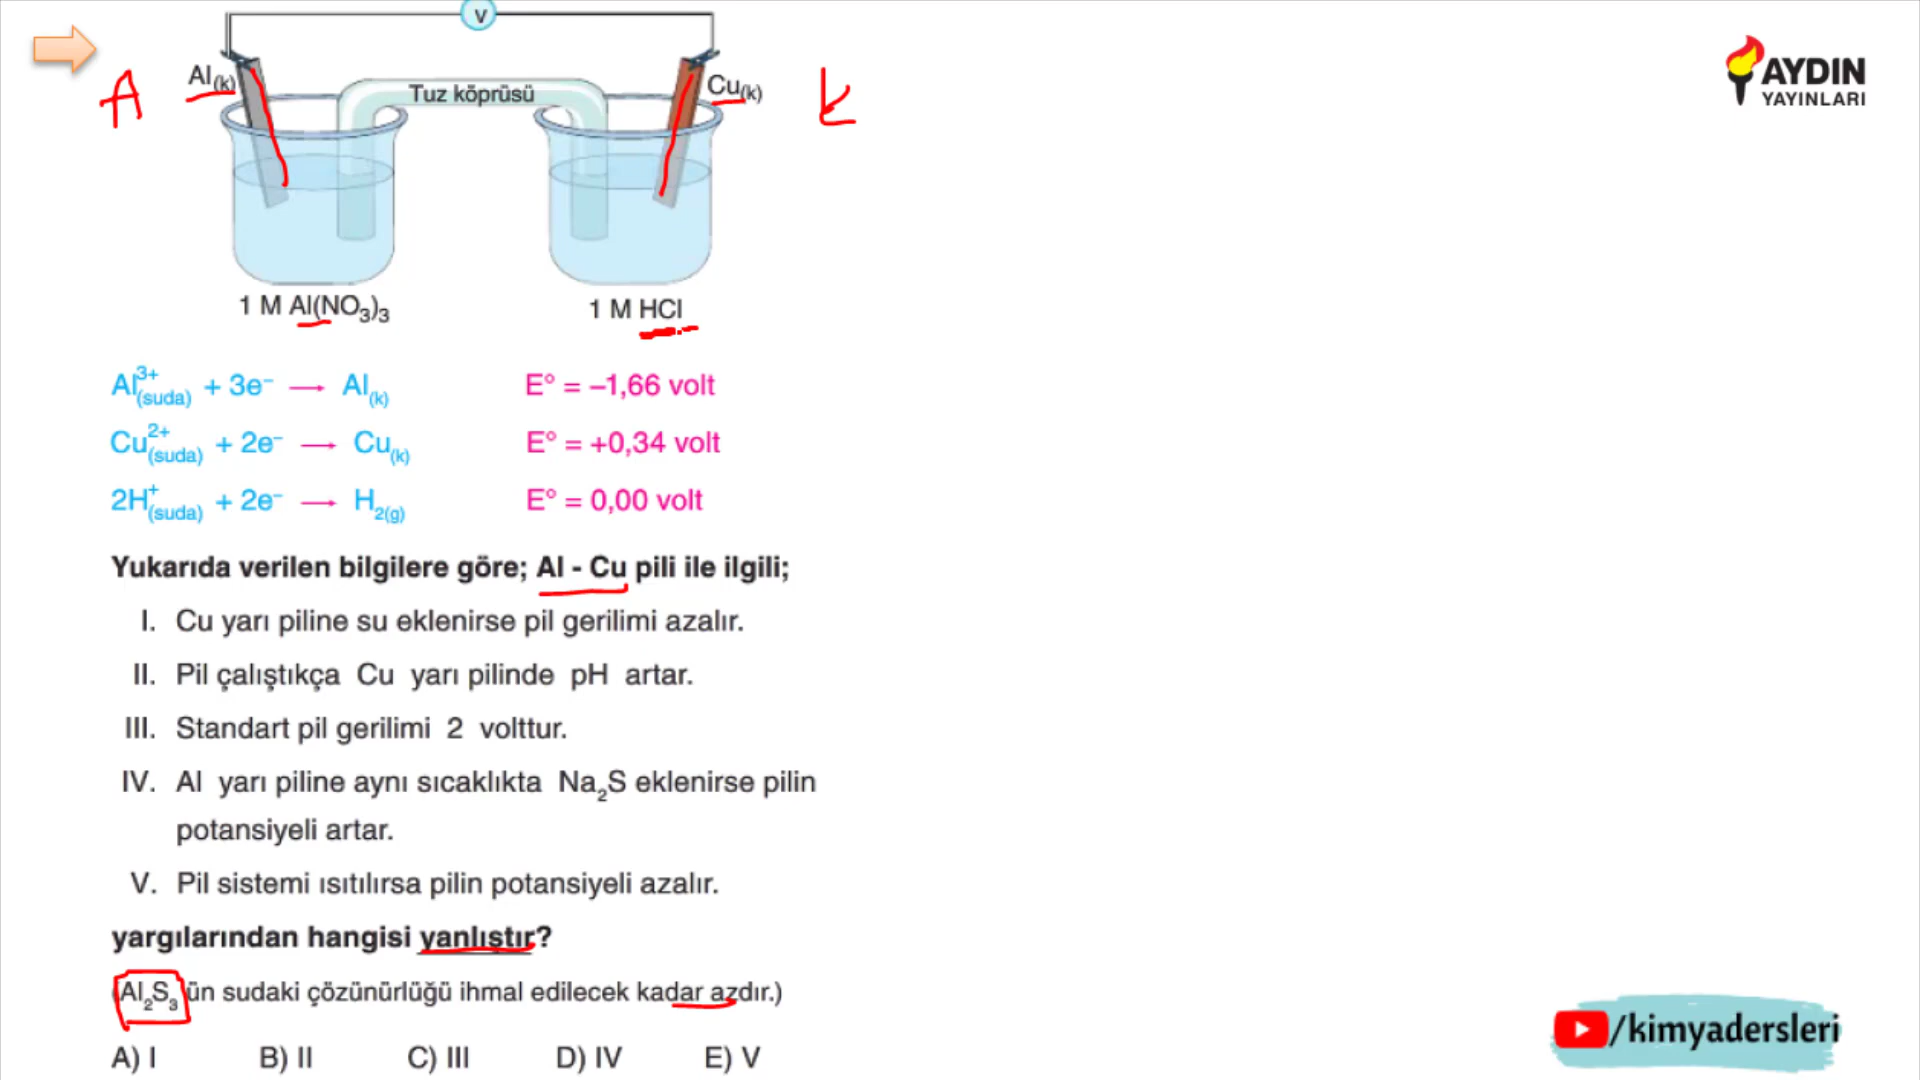 V
Al(k)
A
Tuz köprüsü
Cu(k)
k
AYDIN
YAYINLARI
1 M Al(NO₃)₃
1 M HCl
Al³⁺(suda) + 3e⁻ → Al(k) E° = –1,66 volt
Cu²⁺(suda) + 2e⁻ → Cu(k) E° = +0,34 volt
2H⁺(suda) + 2e⁻ → H₂(g) E° = 0,00 volt
Yukarıda verilen bilgilere göre; Al - Cu pili ile ilgili;
I. Cu yarı piline su eklenirse pil gerilimi azalır.
II. Pil çalıştıkça Cu yarı pilinde pH artar.
III. Standart pil gerilimi 2 volttur.
IV. Al yarı piline aynı sıcaklıkta Na₂S eklenirse pilin
potansiyeli artar.
V. Pil sistemi ısıtılırsa pilin potansiyeli azalır.
yargılarından hangisi yanlıştır?
(Al₂S₃ ün sudaki çözünürlüğü ihmal edilecek kadar azdır.)
A) I B) II C) III D) IV E) V
/kimyadersleri